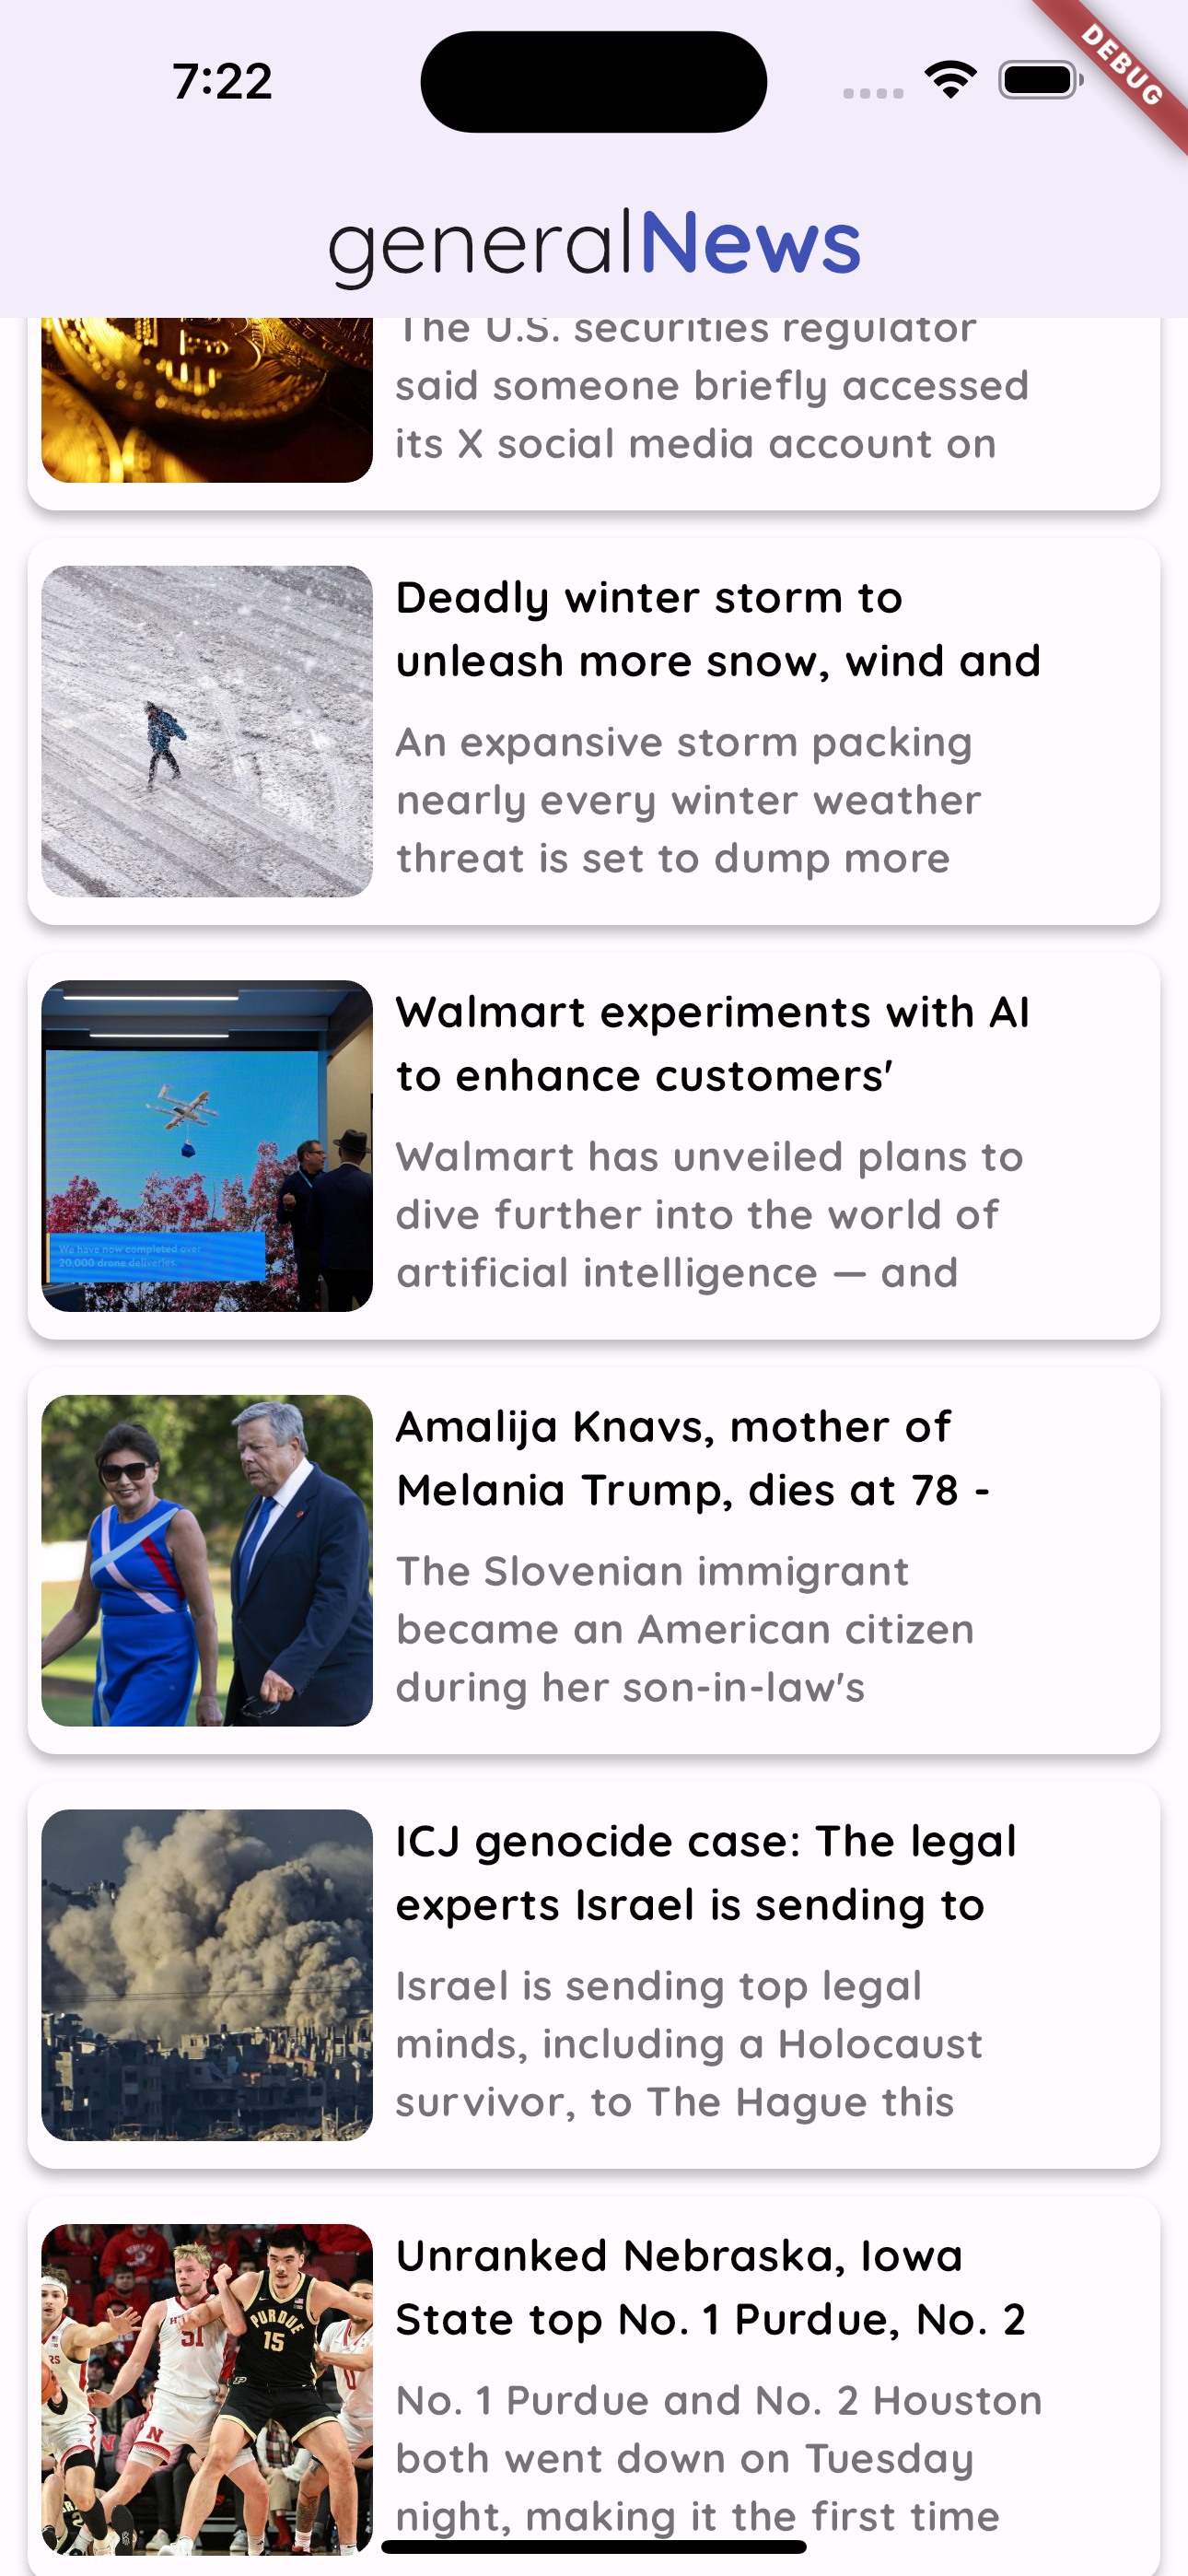 7:22
DEBUG
generalNews
The U.S. securities regulator
said someone briefly accessed
its X social media account on
Deadly winter storm to
unleash more snow, wind and
An expansive storm packing
nearly every winter weather
threat is set to dump more
We have now completed over
20,000 drone deliveries.
Walmart experiments with AI
to enhance customers'
Walmart has unveiled plans to
dive further into the world of
artificial intelligence — and
Amalija Knavs, mother of
Melania Trump, dies at 78 -
The Slovenian immigrant
became an American citizen
during her son-in-law's
ICJ genocide case: The legal
experts Israel is sending to
Israel is sending top legal
minds, including a Holocaust
survivor, to The Hague this
PURDUE
15
51
N
Unranked Nebraska, Iowa
State top No. 1 Purdue, No. 2
No. 1 Purdue and No. 2 Houston
both went down on Tuesday
night, making it the first time